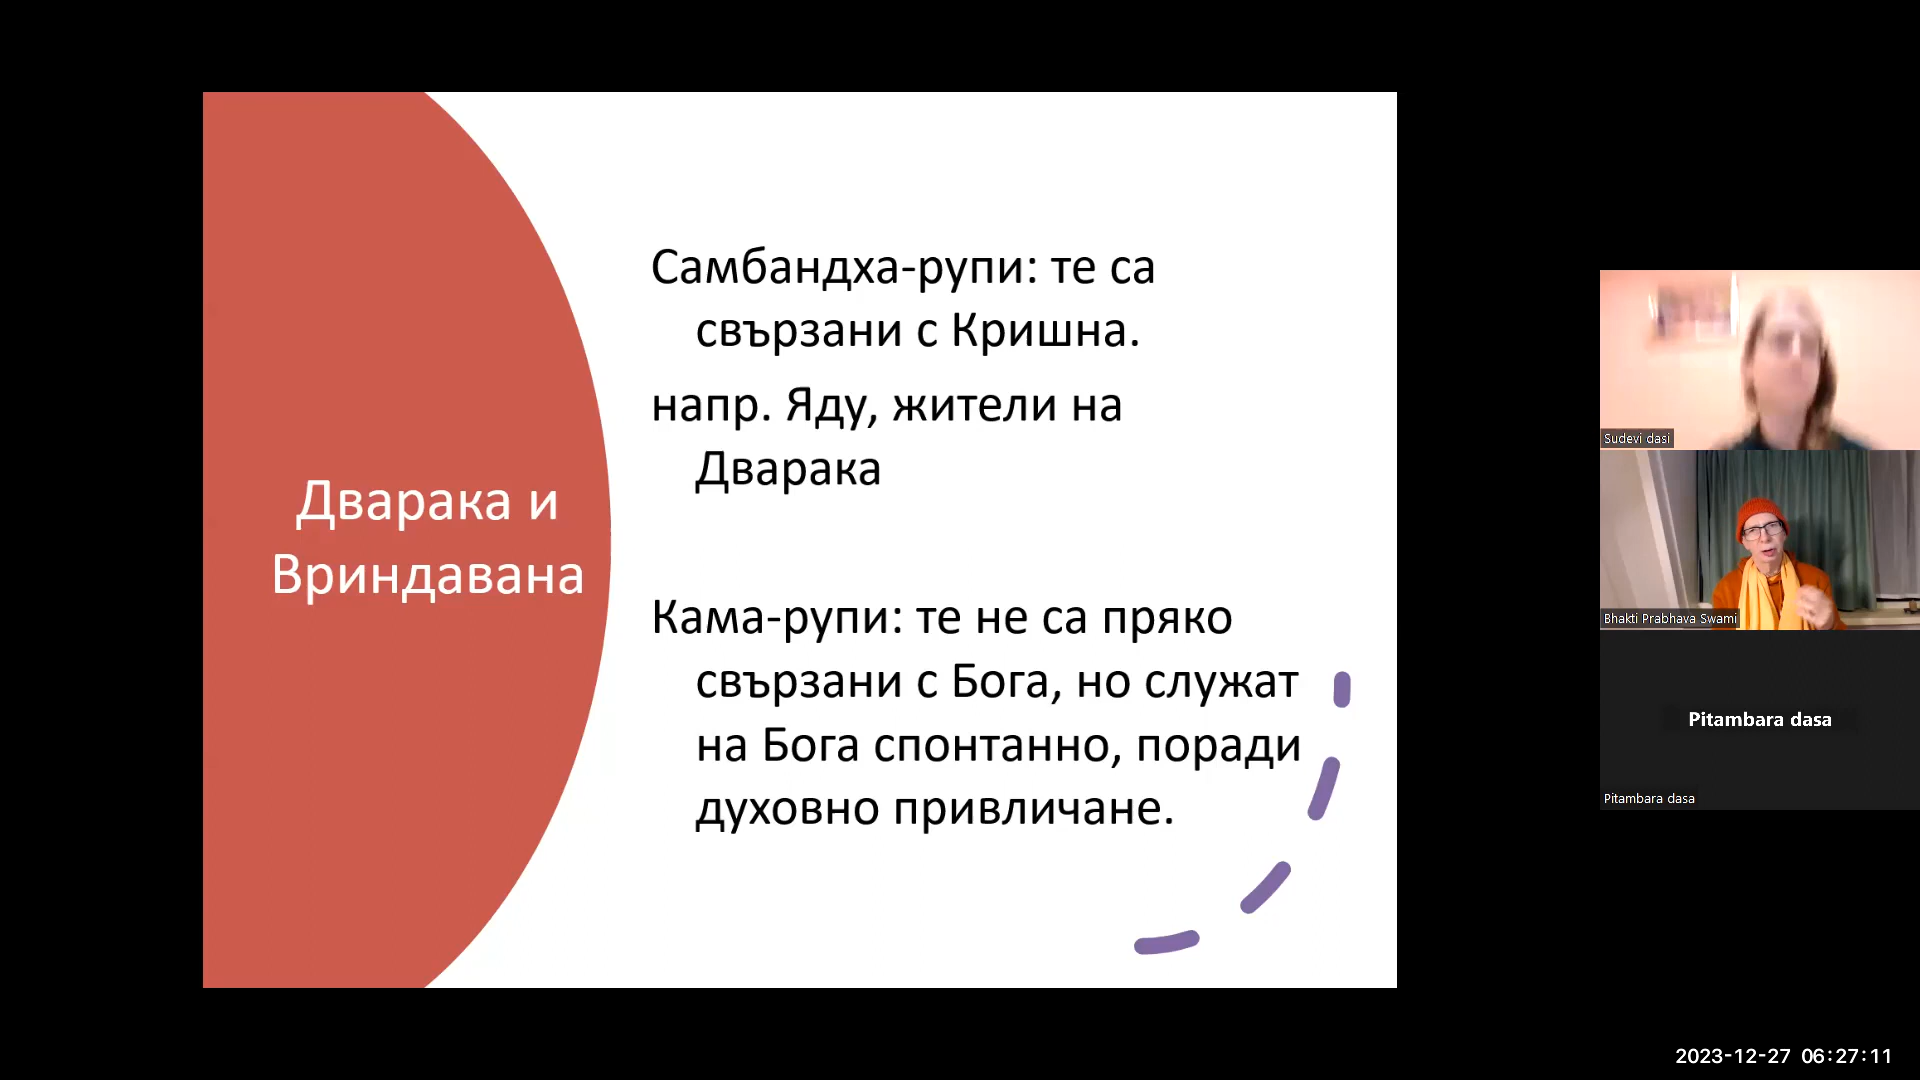 Дварака и
Вриндавана
Самбандха-рупи: те са
свързани с Кришна.
напр. Яду, жители на
Дварака
Кама-рупи: те не са пряко
свързани с Бога, но служат
на Бога спонтанно, поради
духовно привличане.
Sudevi dasi
Bhakti Prabhava Swami
Pitambara dasa
Pitambara dasa
2023-12-27 06:27:11